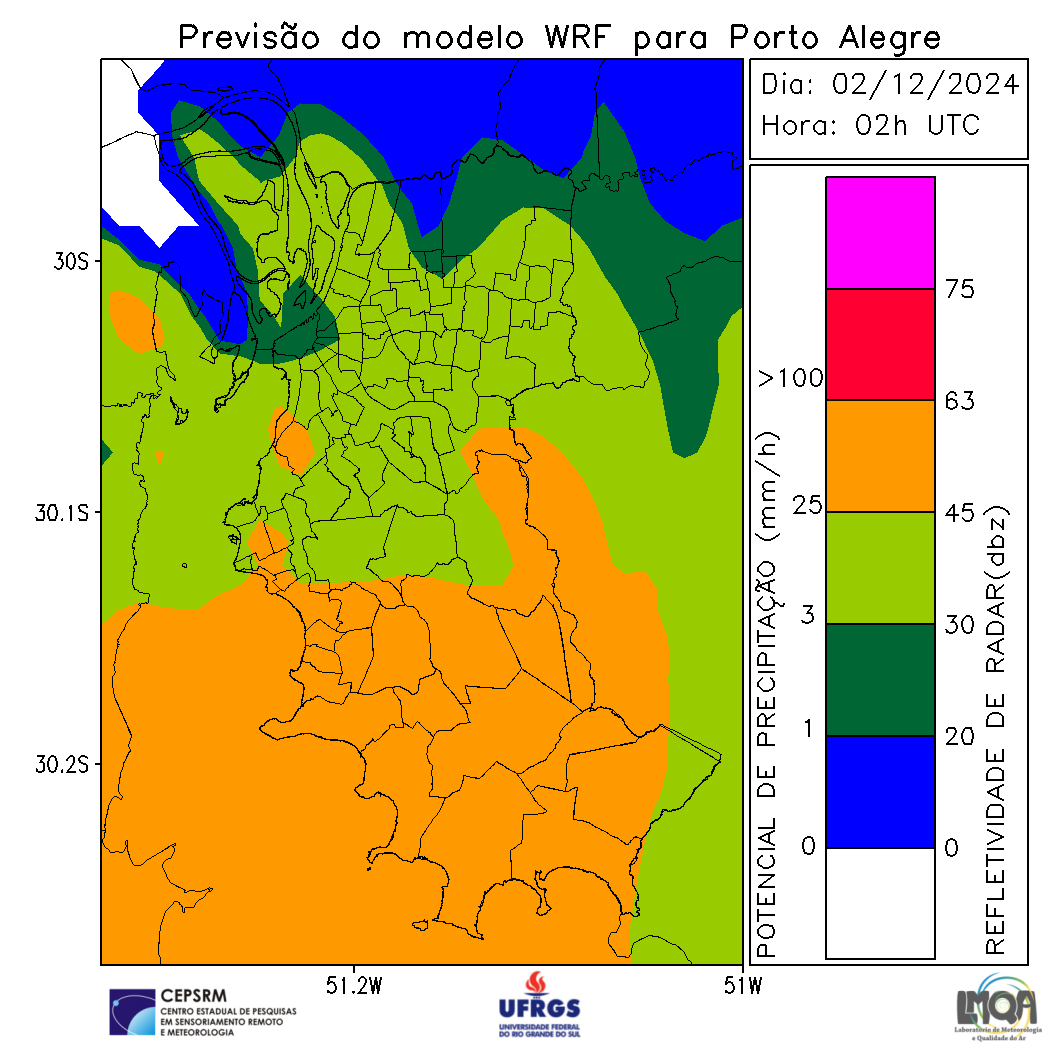 Previsão do modelo WRF para Porto Alegre
Dia: 02/12/2024
Hora: 02h UTC
30S
30.1S
30.2S
51.2W
51W
POTENCIAL DE PRECIPITAÇÃO (mm/h)
>100
25
3
1
0
75
63
45
30
20
0
REFLETIVIDADE DE RADAR(dbz)
CEPSRM
CENTRO ESTADUAL DE PESQUISAS
EM SENSORIAMENTO REMOTO
E METEOROLOGIA
UFRGS
UNIVERSIDADE FEDERAL
DO RIO GRANDE DO SUL
LMQA
Laboratório de Meteorologia
e Qualidade do Ar